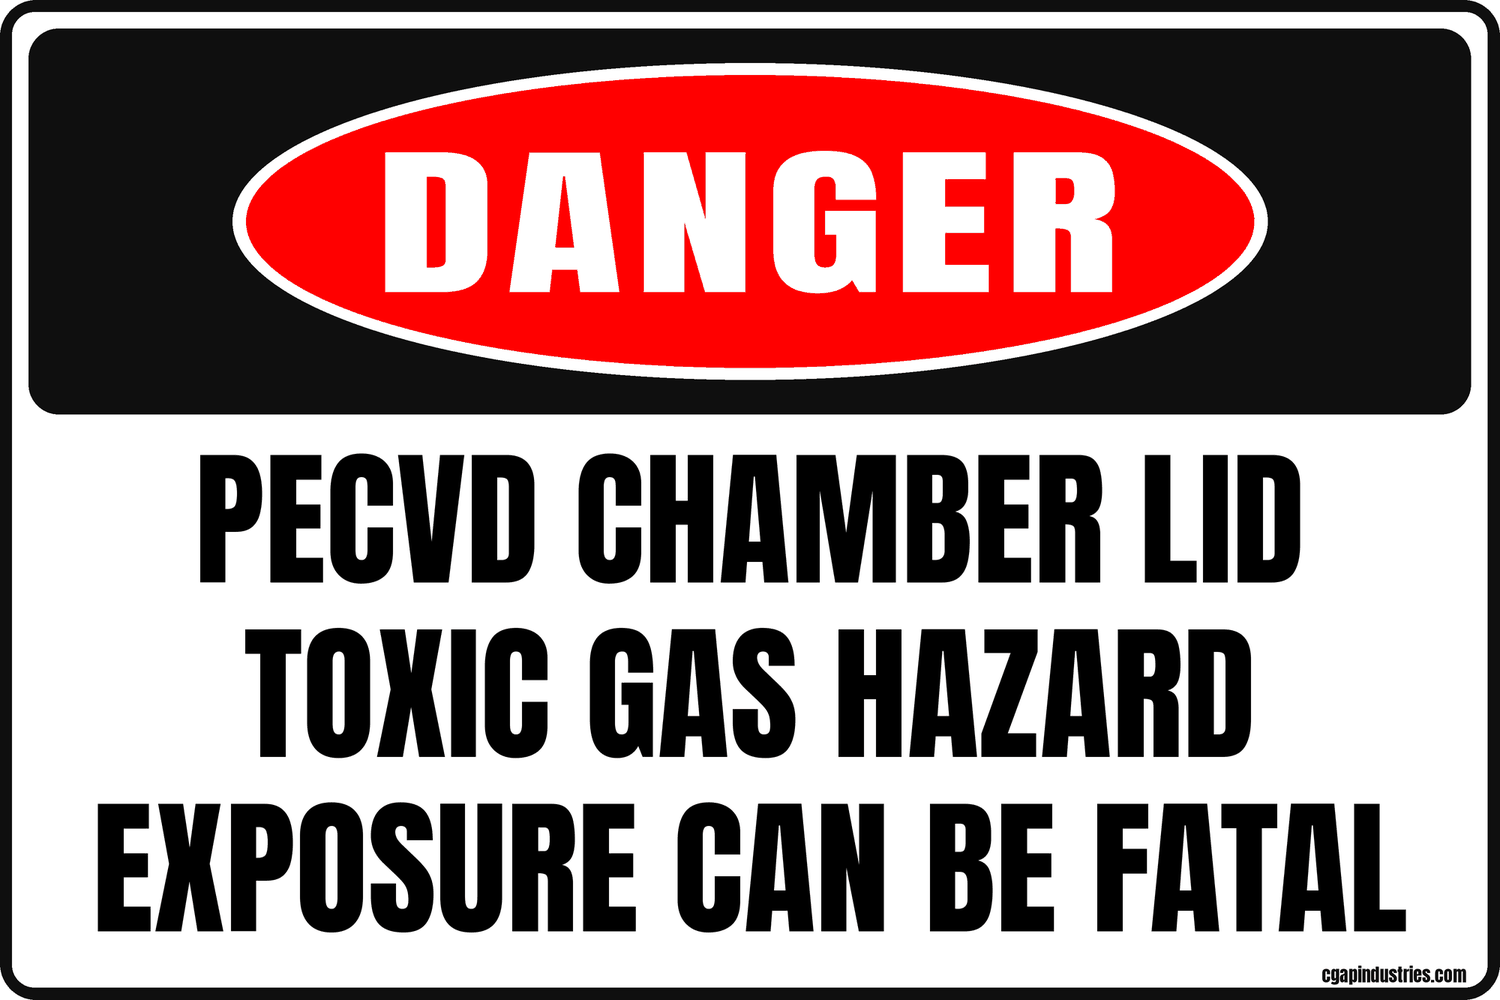 DANGER
PECVD CHAMBER LID
TOXIC GAS HAZARD
EXPOSURE CAN BE FATAL
cgapindustries.com